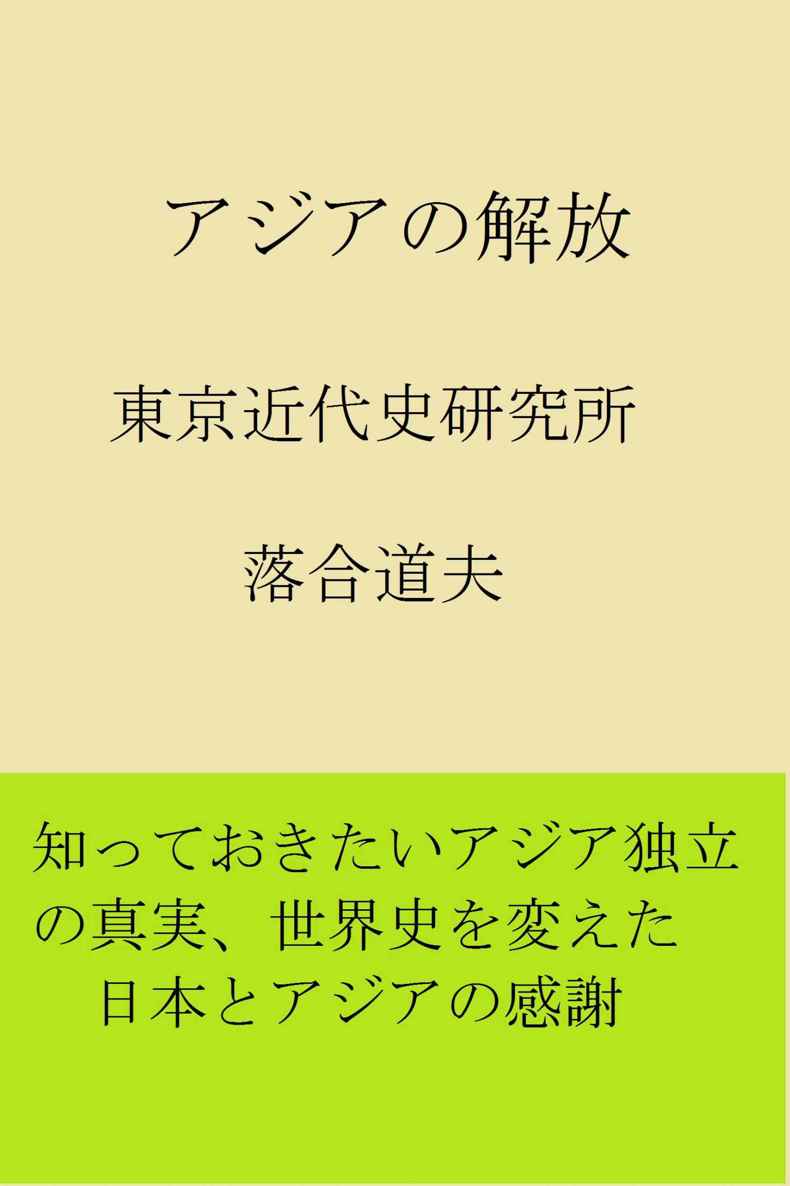 アジアの解放
東京近代史研究所
落合道夫
知っておきたいアジア独立
の真実、世界史を変えた
日本とアジアの感謝